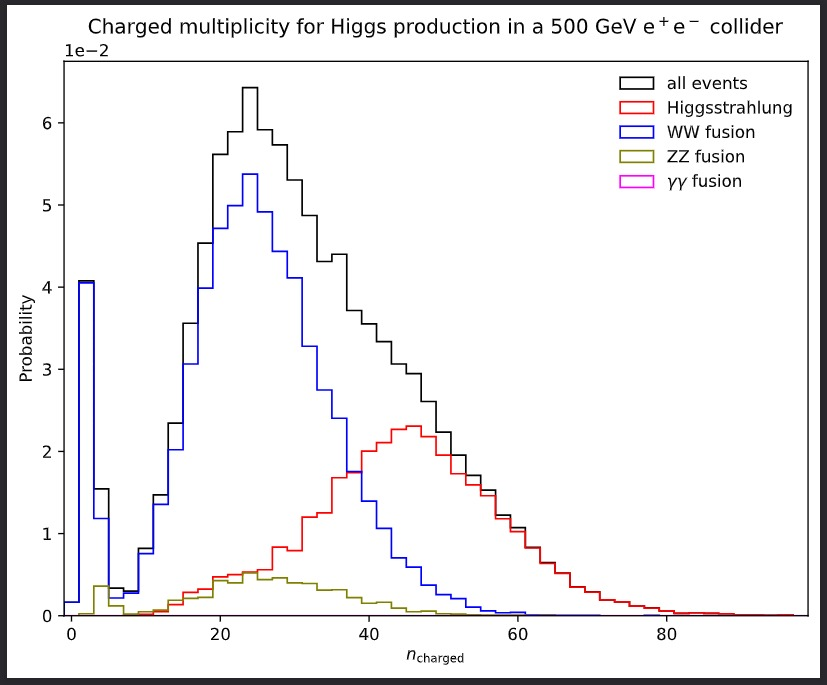 Charged multiplicity for Higgs production in a 500 GeV e⁺e⁻ collider
1e−2
all events
Higgsstrahlung
WW fusion
ZZ fusion
γγ fusion
6
5
4
3
2
1
0
Probability
0 20 40 60 80
n_charged